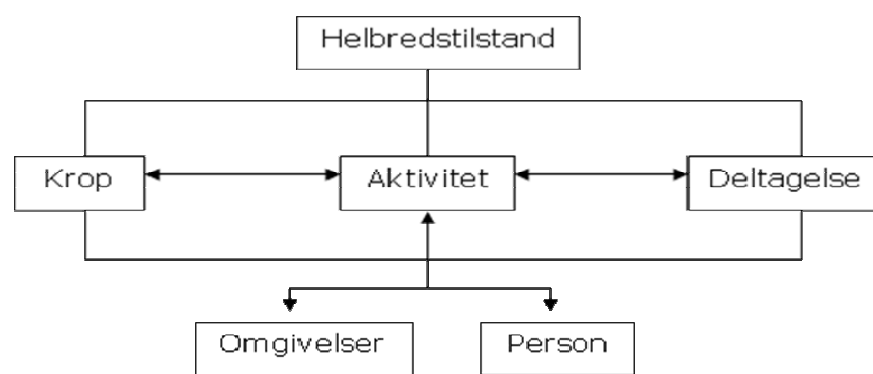 Helbredstilstand
Krop
Aktivitet
Deltagelse
Omgivelser
Person